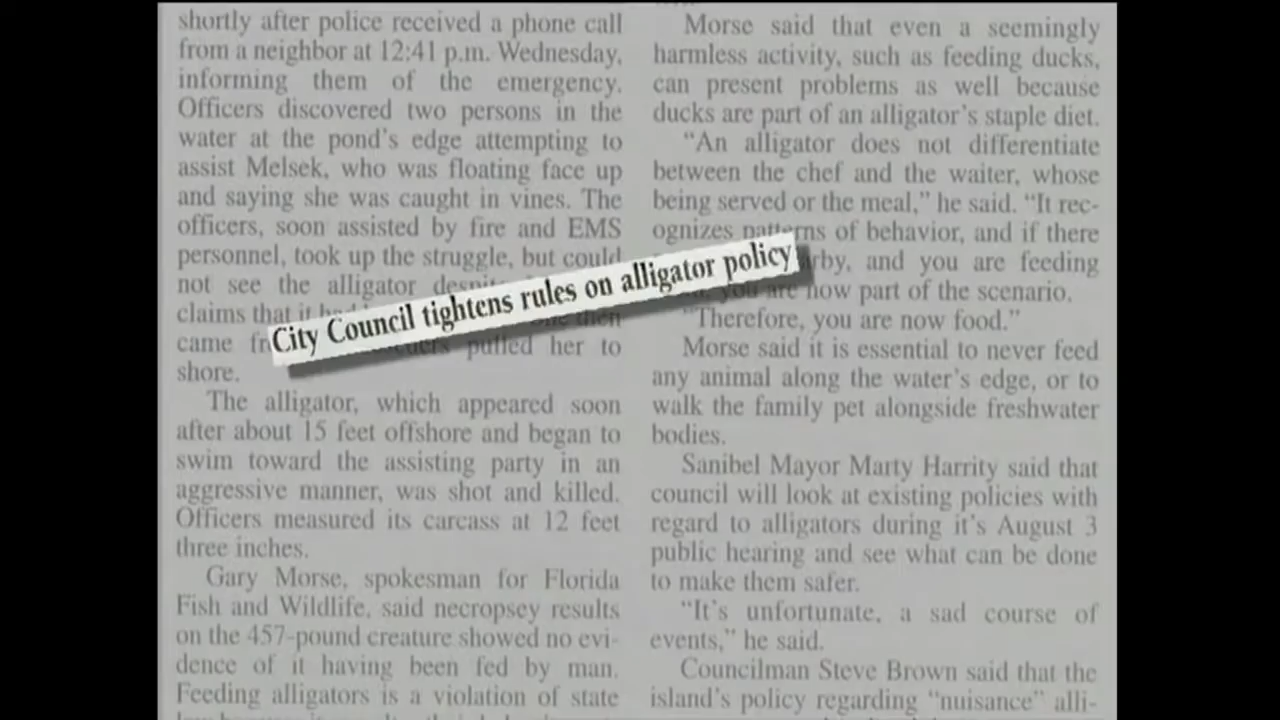 shortly after police received a phone call
from a neighbor at 12:41 p.m. Wednesday,
informing them of the emergency.
Officers discovered two persons in the
water at the pond's edge attempting to
assist Melsek, who was floating face up
and saying she was caught in vines. The
officers, soon assisted by fire and EMS
personnel, took up the struggle, but could
not see the alligator
claims that it
came pulled her to
shore.
The alligator, which appeared soon
after about 15 feet offshore and began to
swim toward the assisting party in an
aggressive manner, was shot and killed.
Officers measured its carcass at 12 feet
three inches.
Gary Morse, spokesman for Florida
Fish and Wildlife, said necropsey results
on the 457-pound creature showed no evi-
dence of it having been fed by man.
Feeding alligators is a violation of state
City Council tightens rules on alligator policy
Morse said that even a seemingly
harmless activity, such as feeding ducks,
can present problems as well because
ducks are part of an alligator's staple diet.
"An alligator does not differentiate
between the chef and the waiter, whose
being served or the meal," he said. "It rec-
ognizes patterns of behavior, and if there
and you are feeding
you are now part of the scenario.
"Therefore, you are now food."
Morse said it is essential to never feed
any animal along the water's edge, or to
walk the family pet alongside freshwater
bodies.
Sanibel Mayor Marty Harrity said that
council will look at existing policies with
regard to alligators during it's August 3
public hearing and see what can be done
to make them safer.
"It's unfortunate, a sad course of
events," he said.
Councilman Steve Brown said that the
island's policy regarding "nuisance" alli-